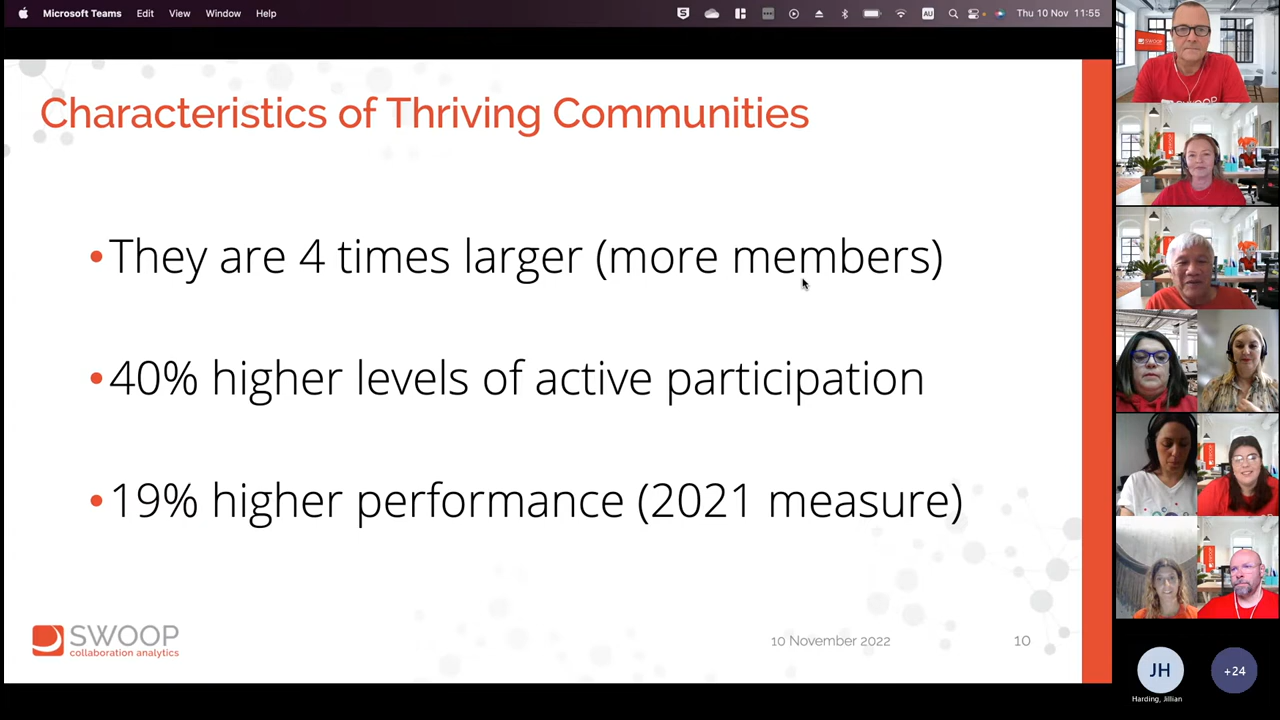 Microsoft Teams Edit View Window Help
AU Thu 10 Nov 11:55
SWOOP
Characteristics of Thriving Communities
•They are 4 times larger (more members)
•40% higher levels of active participation
•19% higher performance (2021 measure)
SWOOP
collaboration analytics
10 November 2022 10
JH
Harding, Jillian
+24